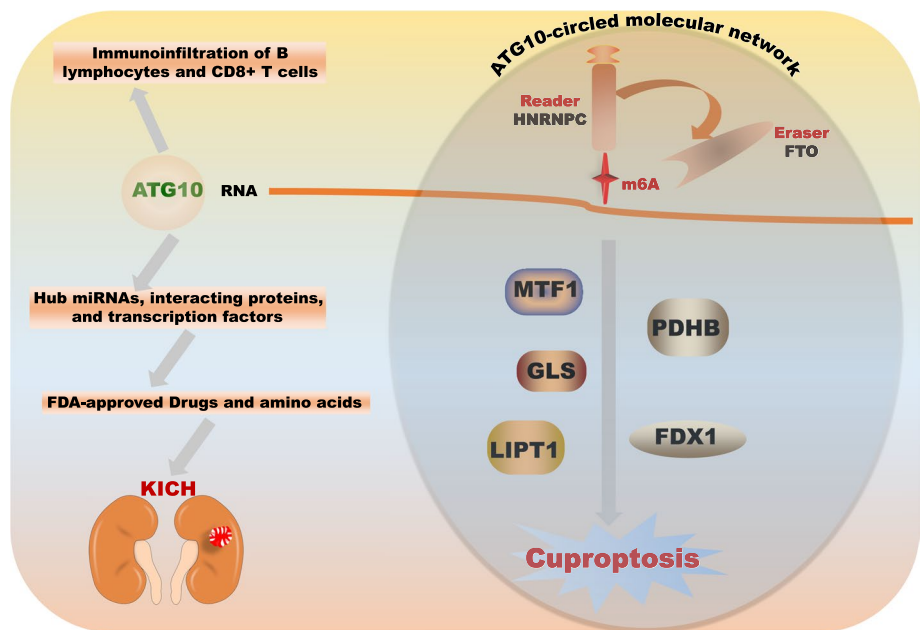 Immunoinfiltration of B
lymphocytes and CD8+ T cells
ATG10
RNA
Hub miRNAs, interacting proteins,
and transcription factors
FDA-approved Drugs and amino acids
KICH
ATG10-circled molecular network
Reader
HNRNPC
Eraser
FTO
m6A
MTF1
PDHB
GLS
FDX1
LIPT1
Cuproptosis